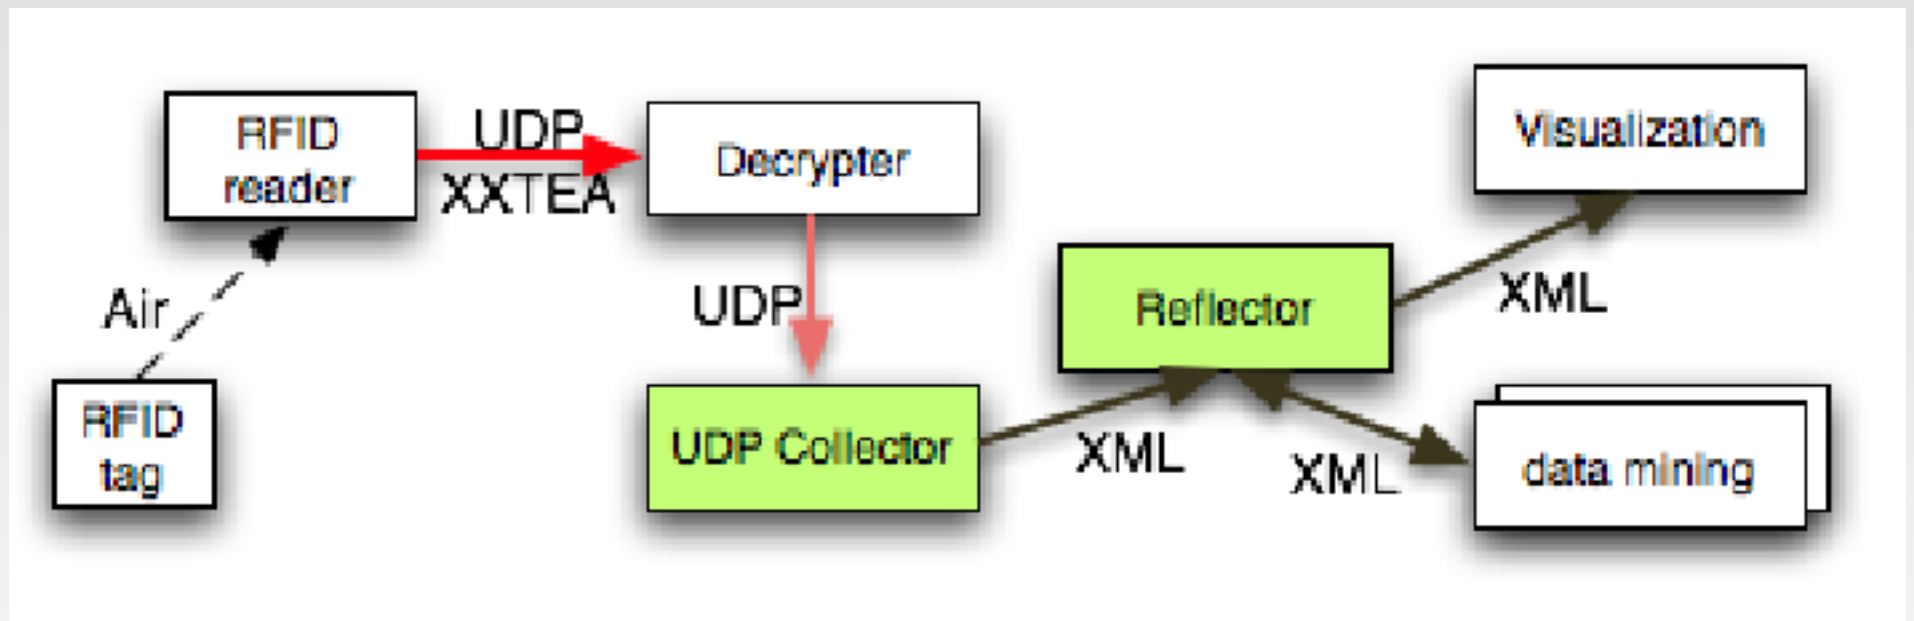 RFID
reader
UDP
XXTEA
Decrypter
Visualization
Air
UDP
Reflector
XML
RFID
tag
UDP Collector
XML
XML
data mining